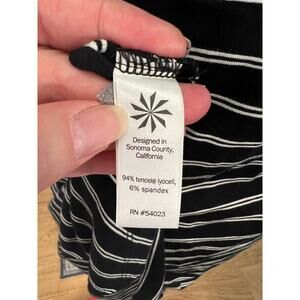 Designed in
Sonoma County,
California
94% tencel® lyocell,
6% spandex
RN #54023